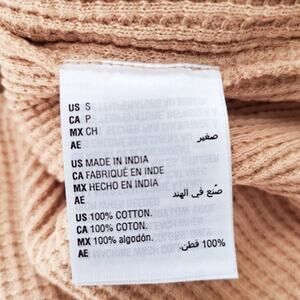 US S
CA P
MX CH
AE صغير
US MADE IN INDIA
CA FABRIQUÉ EN INDE
MX HECHO EN INDIA
AE صُنع في الهند
US 100% COTTON.
CA 100% COTON.
MX 100% algodón.
AE 100% قطن.